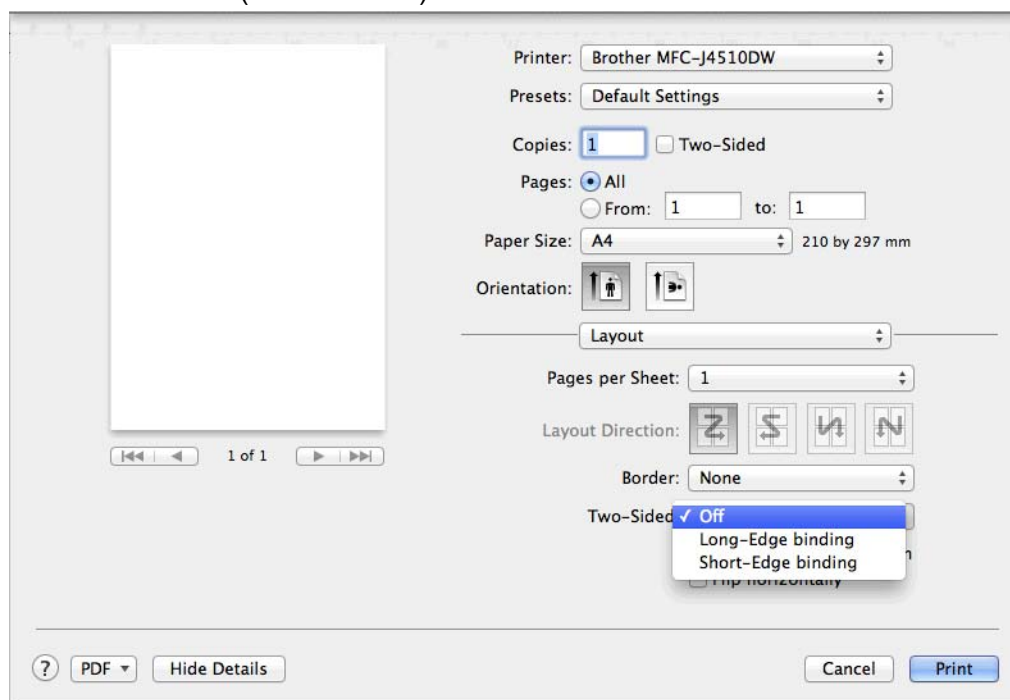 Printer: Brother MFC-J4510DW
Presets: Default Settings
Copies: 1 Two-Sided
Pages: All
From: 1 to: 1
Paper Size: A4 210 by 297 mm
Orientation:
Layout
Pages per Sheet: 1
Layout Direction:
Border: None
1 of 1
Two-Sided ✓ Off
Long-Edge binding
Short-Edge binding
Flip horizontally
? PDF Hide Details Cancel Print